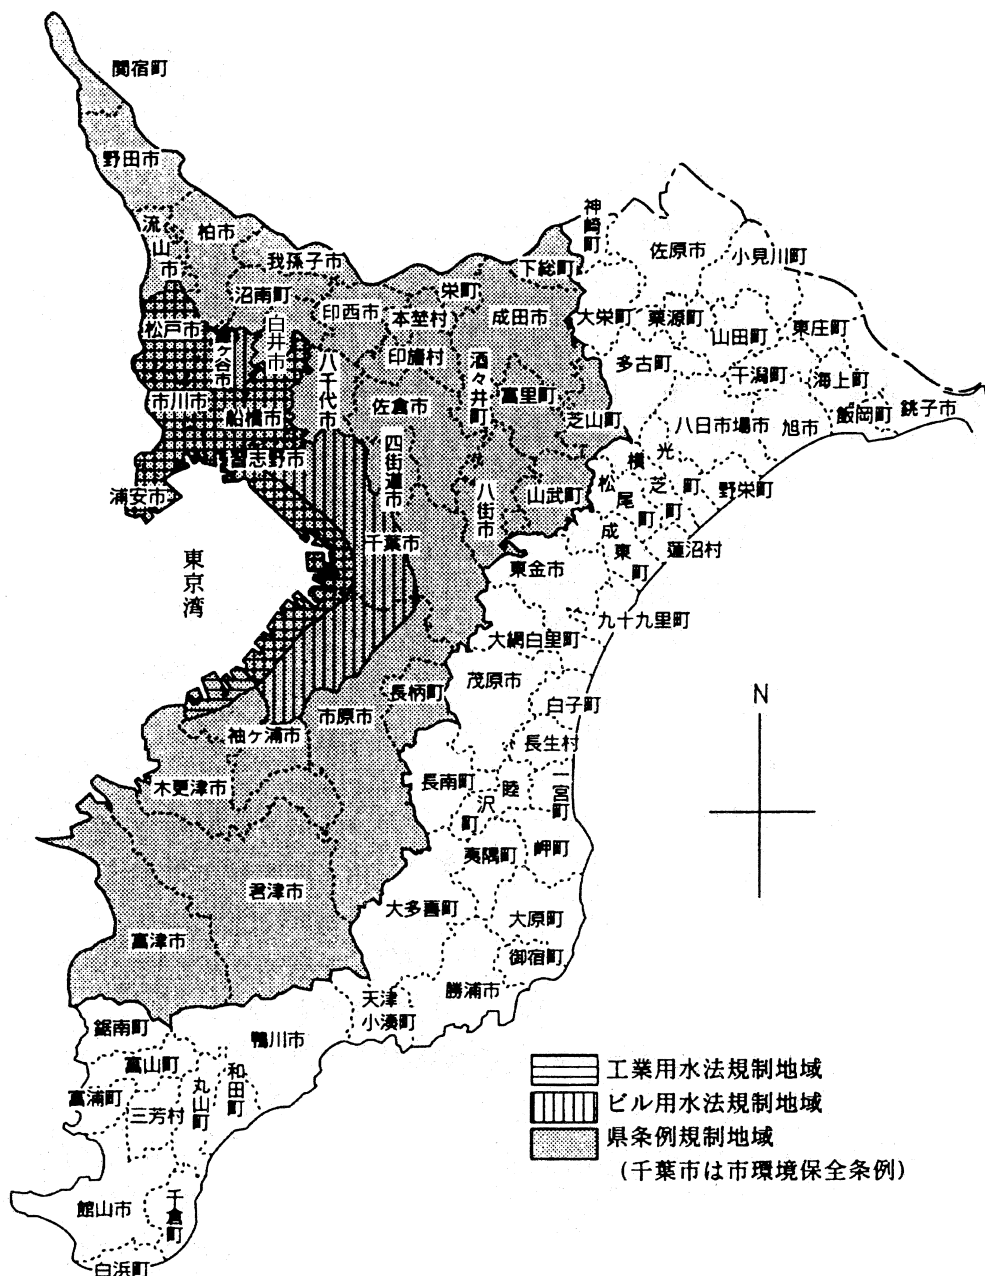 関宿町
野田市
流山市
柏市
我孫子市
沼南町
印西市
栄町
下総町
神崎町
佐原市
小見川町
本埜村
成田市
大栄町
栗源町
山田町
東庄町
松戸市
鎌ヶ谷市
白井市
八千代市
印旛村
酒々井町
富里町
多古町
干潟町
海上町
飯岡町
銚子市
市川市
船橋市
佐倉市
芝山町
八日市場市
旭市
習志野市
四街道市
八街市
山武町
横芝町
光町
松尾町
野栄町
浦安市
千葉市
成東町
蓮沼村
東京湾
東金市
九十九里町
大網白里町
茂原市
長柄町
白子町
市原市
袖ヶ浦市
長生村
木更津市
長南町
睦沢町
一宮町
夷隅町
岬町
君津市
大多喜町
大原町
富津市
御宿町
勝浦市
天津
小湊町
鋸南町
鴨川市
富山町
和田町
丸山町
富浦町
三芳村
館山市
千倉町
白浜町
N
工業用水法規制地域
ビル用水法規制地域
県条例規制地域
(千葉市は市環境保全条例)